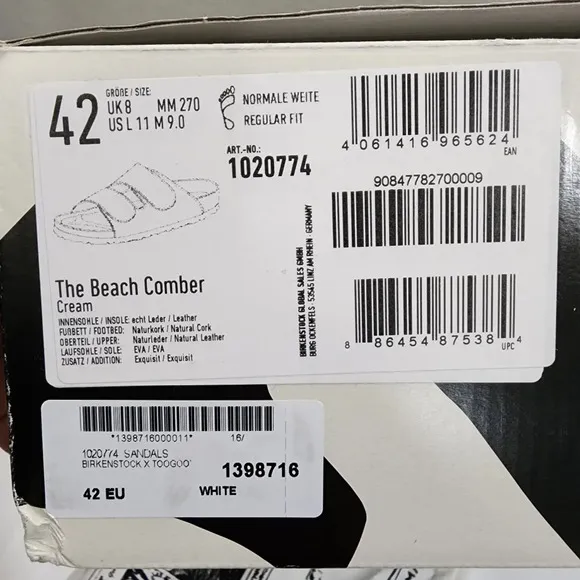 42
GRÖßE / SIZE:
UK 8 MM 270
US L 11 M 9.0
NORMALE WEITE
REGULAR FIT
ART.-NO.:
1020774
4 061416 965624
EAN
90847782700009
The Beach Comber
Cream
INNENSOHLE / INSOLE: echt Leder / Leather
FUßBETT / FOOTBED: Naturkork / Natural Cork
OBERTEIL / UPPER: Naturleder / Natural Leather
LAUFSOHLE / SOLE: EVA / EVA
ZUSATZ / ADDITION: Exquisit / Exquisit
BIRKENSTOCK GLOBAL SALES GMBH
BURG OCKENFELS · 53545 LINZ AM RHEIN · GERMANY
8 86454 87538 4
UPC
*1398716000011* 16/
1020774 SANDALS
BIRKENSTOCK X TOOGOO
1398716
42 EU WHITE